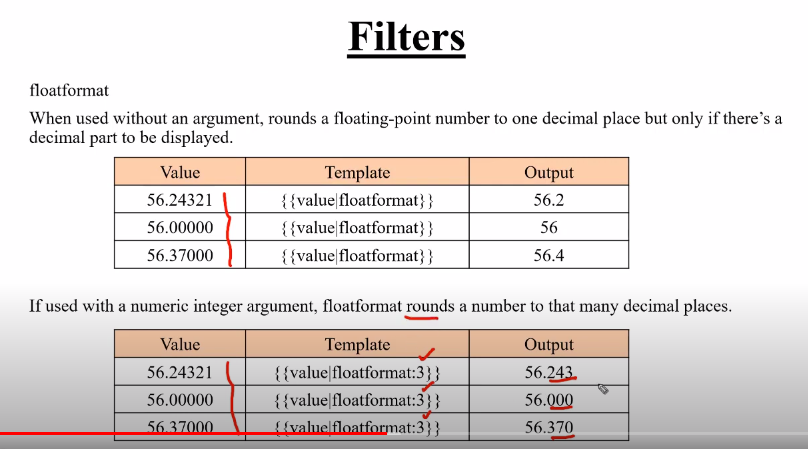 Filters
floatformat
When used without an argument, rounds a floating-point number to one decimal place but only if there's a
decimal part to be displayed.
Value Template Output
56.24321 {{value|floatformat}} 56.2
56.00000 {{value|floatformat}} 56
56.37000 {{value|floatformat}} 56.4
If used with a numeric integer argument, floatformat rounds a number to that many decimal places.
Value Template Output
56.24321 {{value|floatformat:3}} 56.243
56.00000 {{value|floatformat:3}} 56.000
56.37000 {{value|floatformat:3}} 56.370